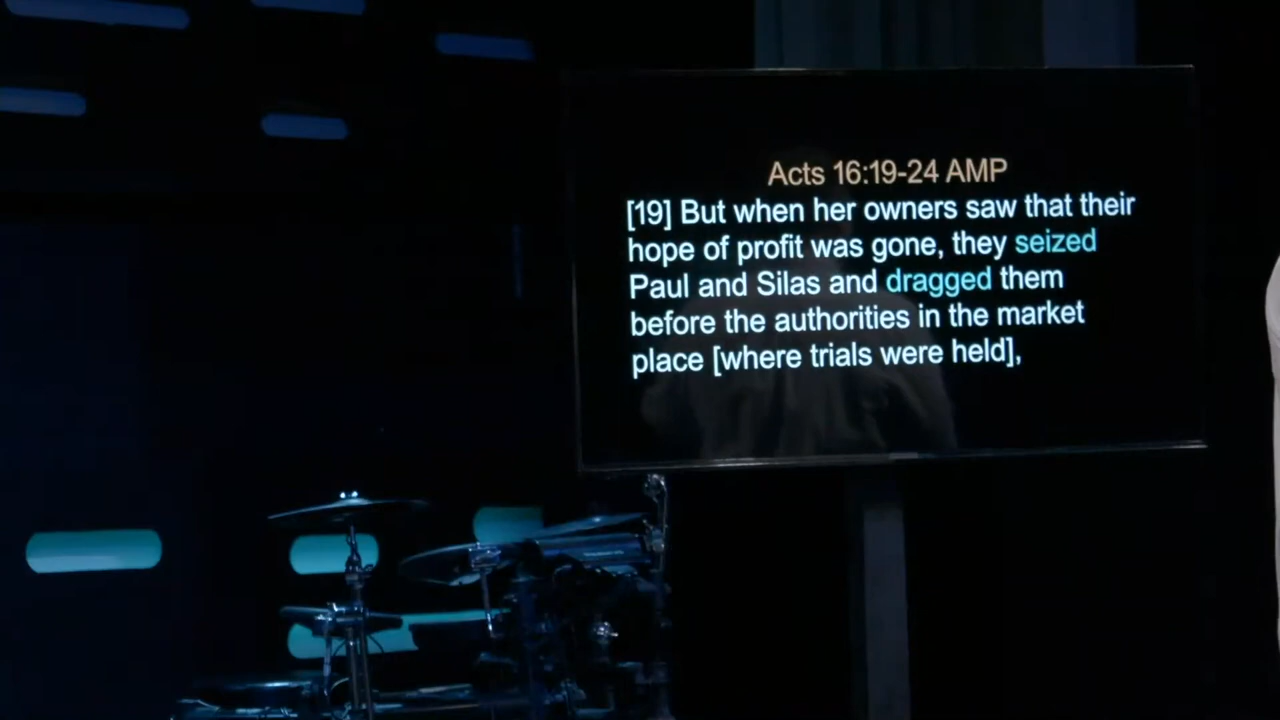 Acts 16:19-24 AMP
[19] But when her owners saw that their
hope of profit was gone, they seized
Paul and Silas and dragged them
before the authorities in the market
place [where trials were held],